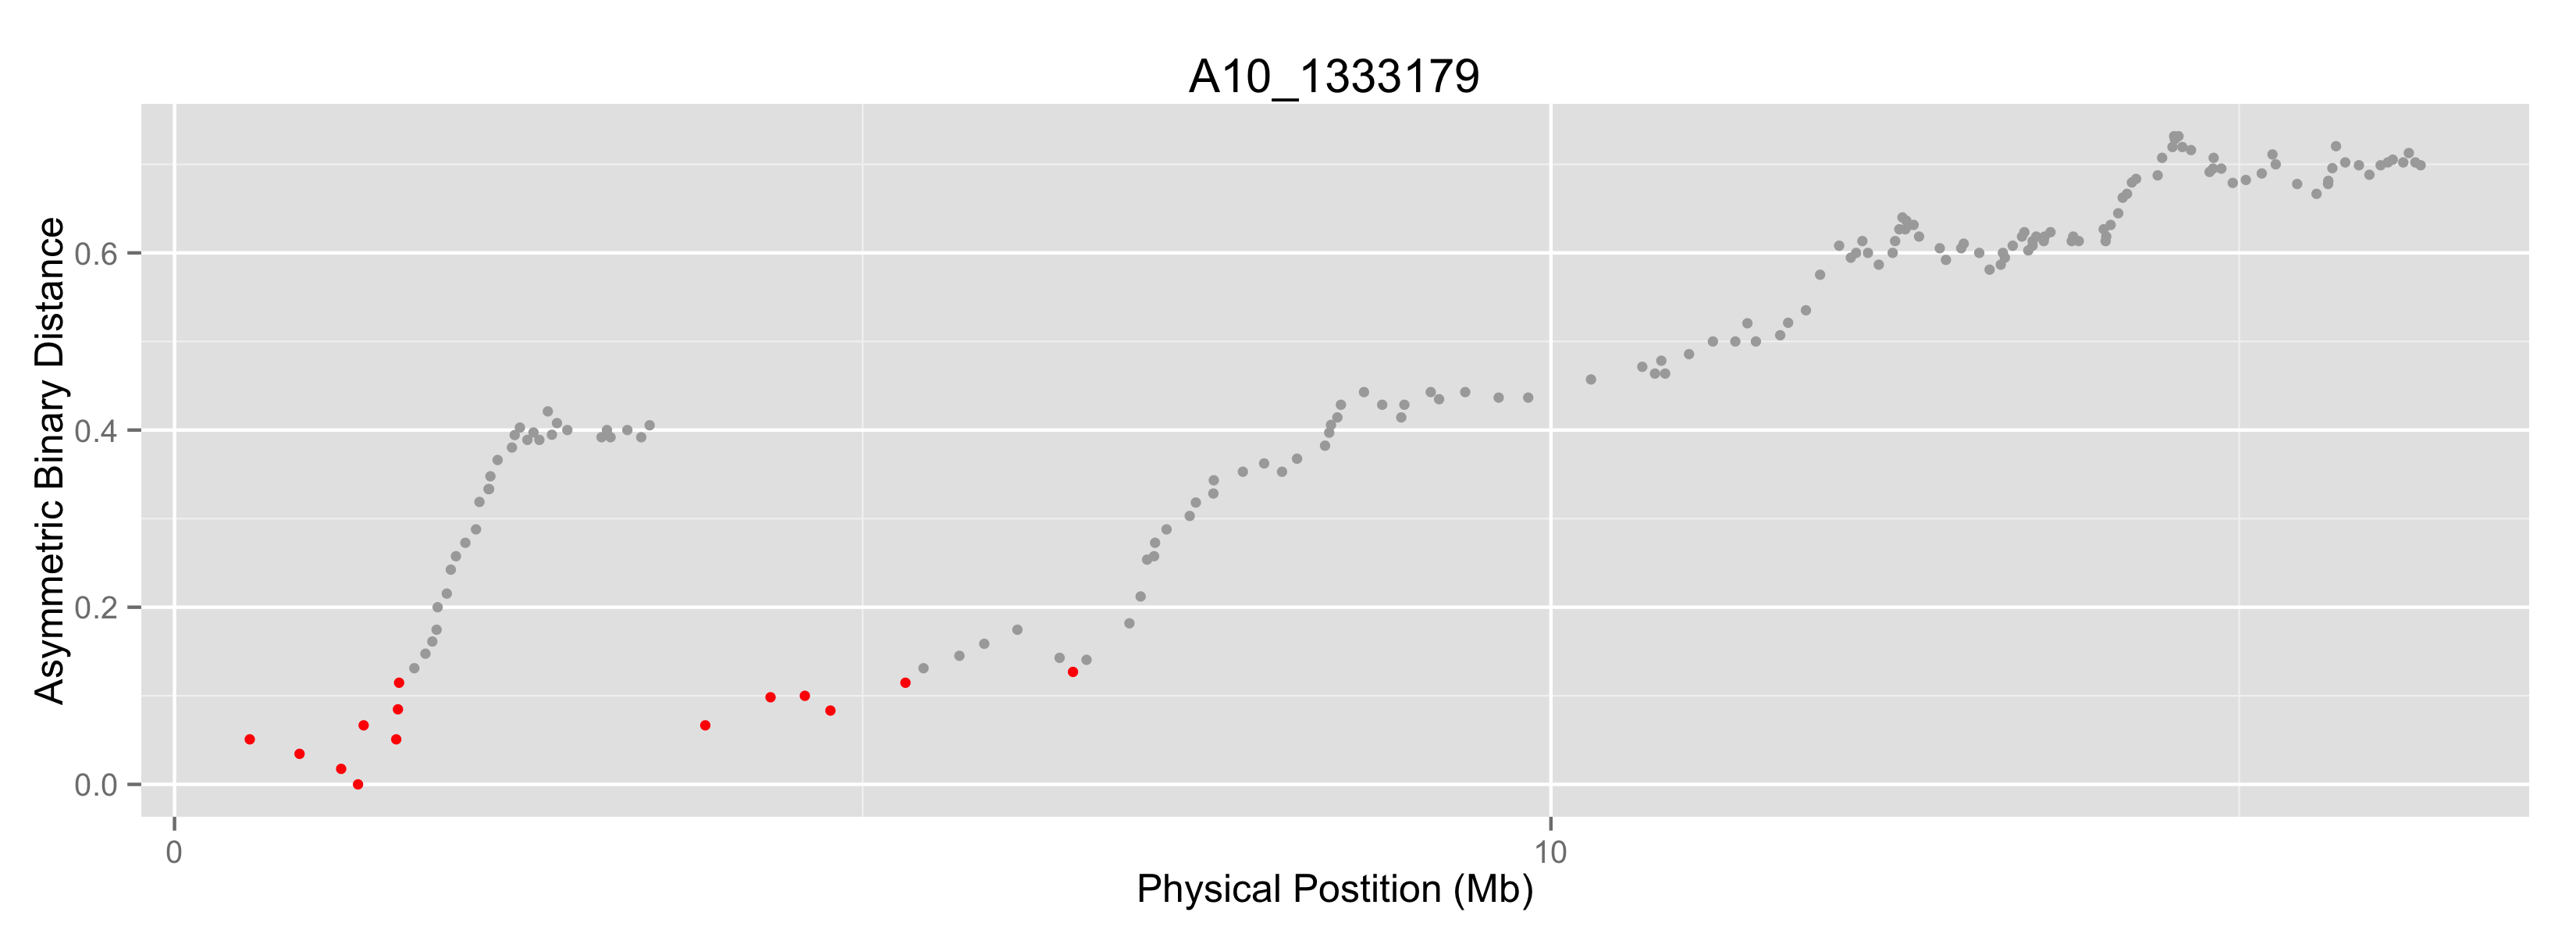 A10_1333179
Asymmetric Binary Distance
0.6
0.4
0.2
0.0
0
10
Physical Postition (Mb)